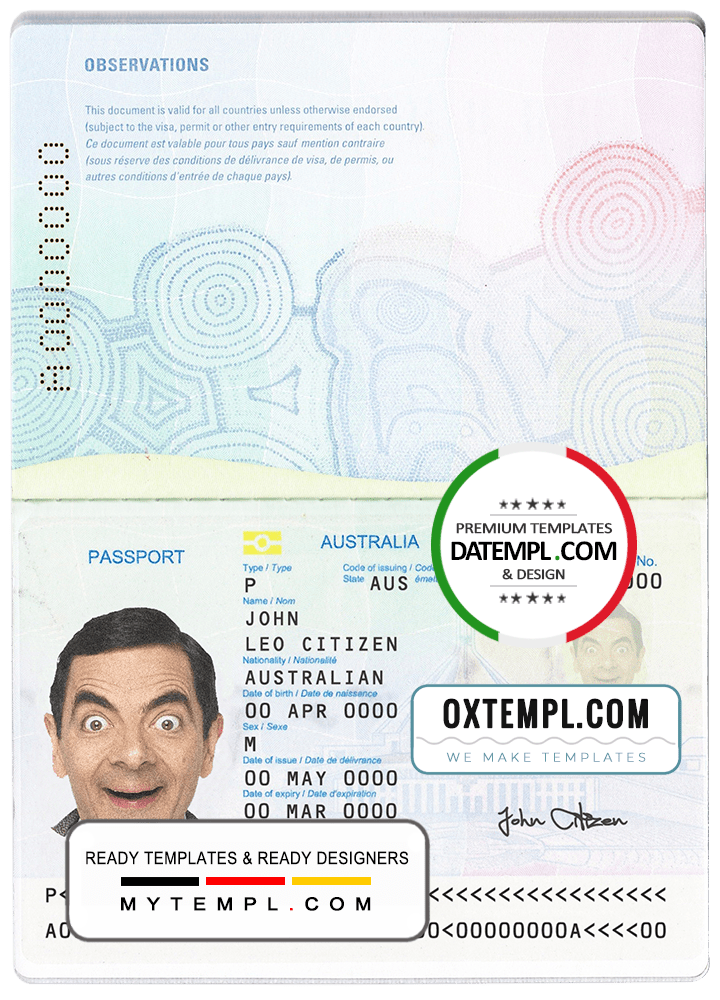 OBSERVATIONS
This document is valid for all countries unless otherwise endorsed
(subject to the visa, permit or other entry requirements of each country).
Ce document est valable pour tous pays sauf mention contraire
(sous réserve des conditions de délivrance de visa, de permis, ou
autres conditions d'entrée de chaque pays).
A0000000
PASSPORT
AUSTRALIA
Type / Type
Code of issuing / Code
No.
P
State
AUS
000
Name / Nom
JOHN
LEO CITIZEN
Nationality / Nationalité
AUSTRALIAN
Date of birth / Date de naissance
00 APR 0000
Sex / Sexe
M
Date of issue / Date de délivrance
00 MAY 0000
Date of expiry / Date d'expiration
00 MAR 0000
John Citizen
PREMIUM TEMPLATES
DATEMPL.COM
& DESIGN
OXTEMPL.COM
WE MAKE TEMPLATES
READY TEMPLATES & READY DESIGNERS
MYTEMPL.COM
P< <<<<<<<<<<<<<<<<<<
A0 0<00000000A<<<<00